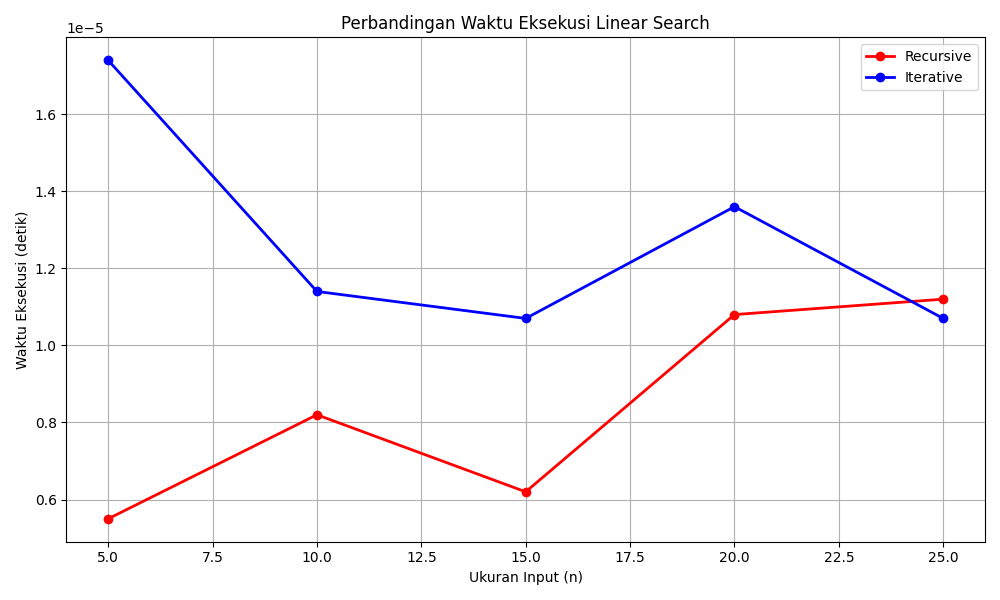 Perbandingan Waktu Eksekusi Linear Search
1e−5
Recursive
Iterative
1.6
1.4
1.2
1.0
0.8
0.6
Waktu Eksekusi (detik)
5.0 7.5 10.0 12.5 15.0 17.5 20.0 22.5 25.0
Ukuran Input (n)